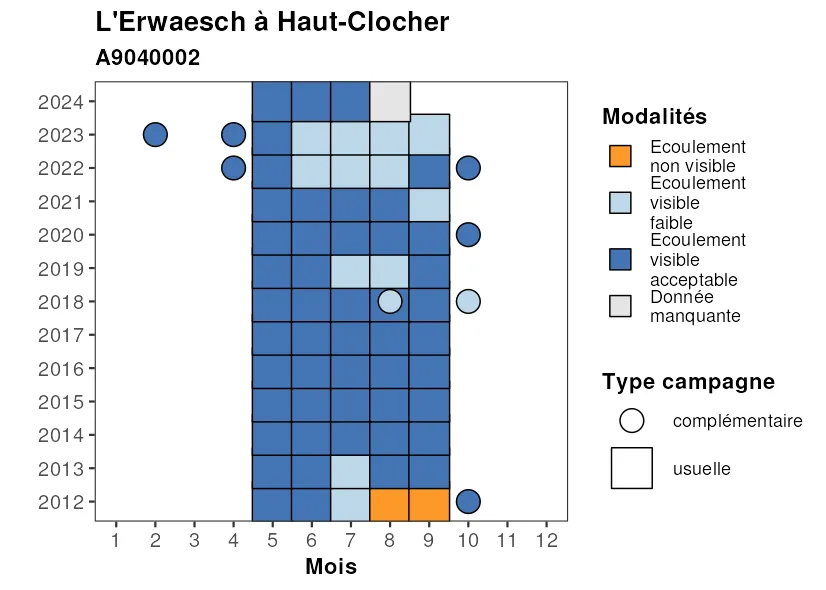 L'Erwaesch à Haut-Clocher
A9040002
2024
2023
2022
2021
2020
2019
2018
2017
2016
2015
2014
2013
2012
1 2 3 4 5 6 7 8 9 10 11 12
Mois
Modalités
Ecoulement
non visible
Ecoulement
visible
faible
Ecoulement
visible
acceptable
Donnée
manquante
Type campagne
complémentaire
usuelle